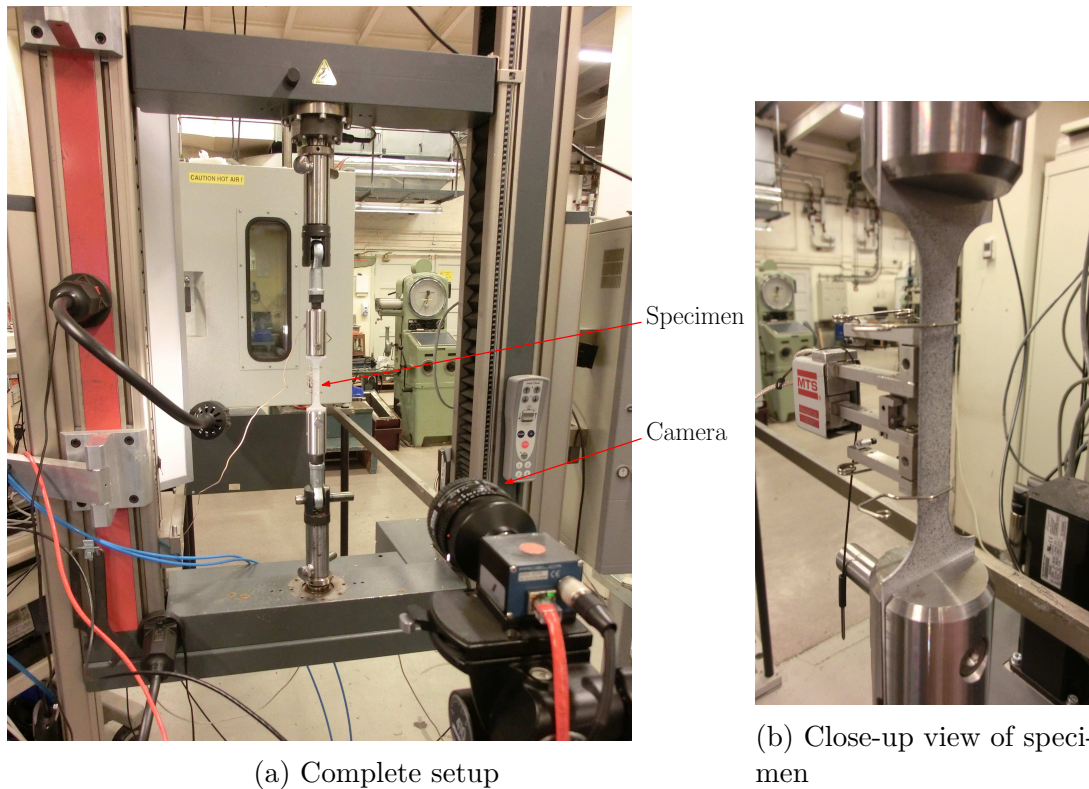 CAUTION HOT AIR !
Specimen
Camera
MTS
(a) Complete setup
(b) Close-up view of speci-
men